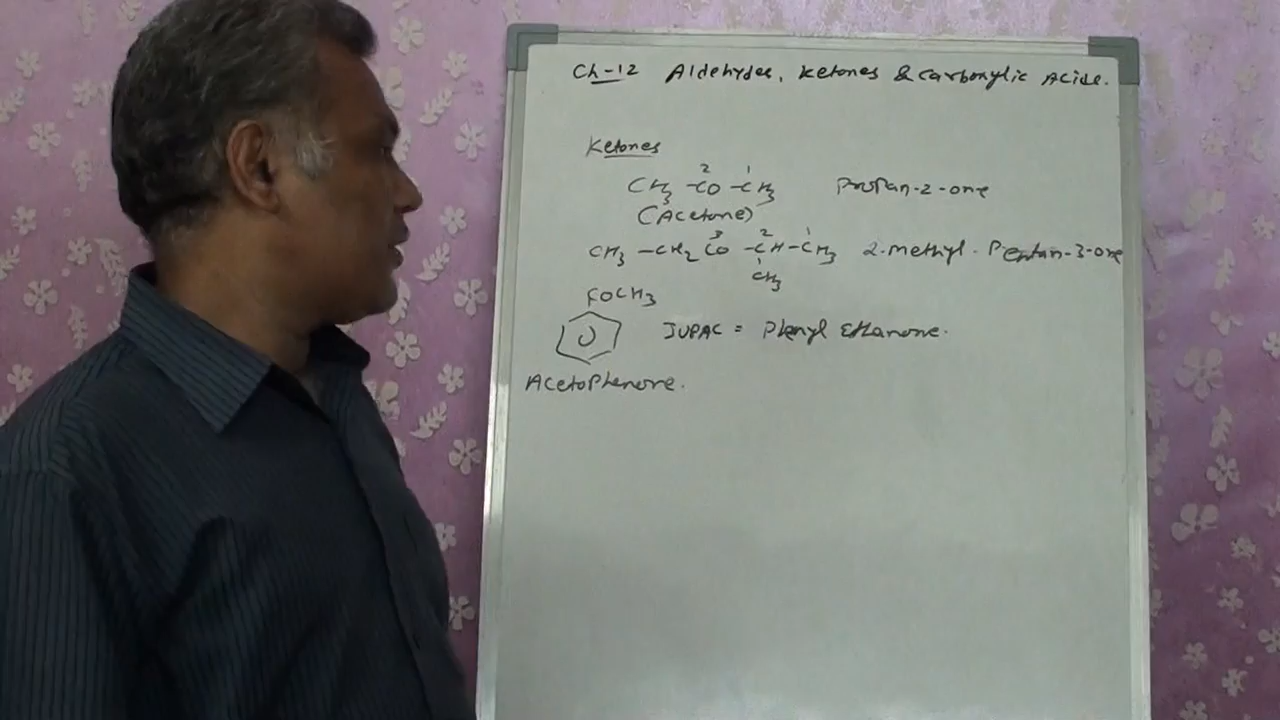 Ch-12 Aldehydes, Ketones & Carboxylic Acids.
Ketones
2 1
CH3 - CO - CH3 Propan-2-one
(Acetone)
3 2 1
CH3 - CH2 CO - CH - CH3 2-methyl-Pentan-3-one
CH3
COCH3
IUPAC = Phenyl Ethanone.
Acetophenone.